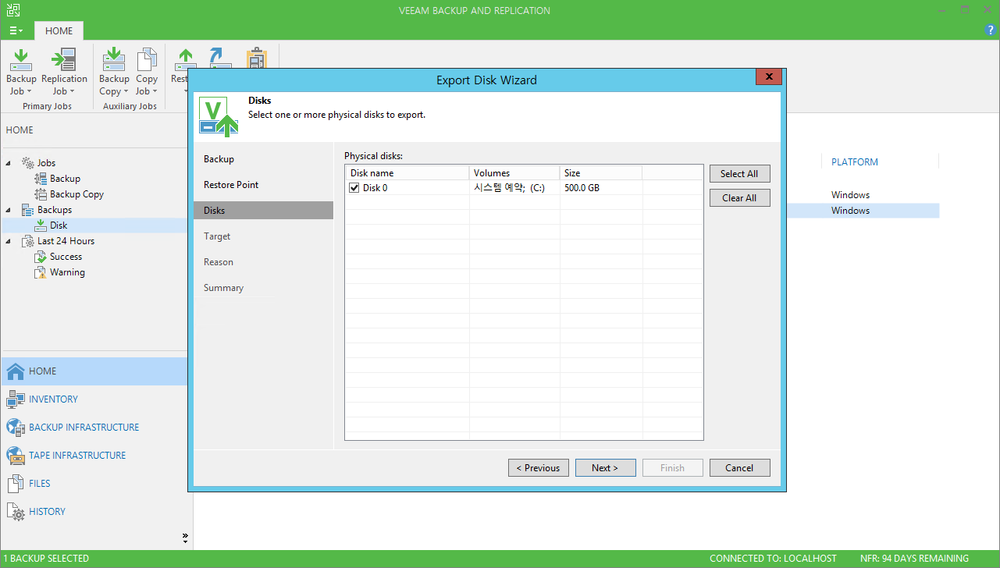 VEEAM BACKUP AND REPLICATION
HOME
?
Backup Job
Replication Job
Primary Jobs
Backup Copy
Copy Job
Auxiliary Jobs
HOME
Jobs
Backup
Backup Copy
Backups
Disk
Last 24 Hours
Success
Warning
HOME
INVENTORY
BACKUP INFRASTRUCTURE
TAPE INFRASTRUCTURE
FILES
HISTORY
Export Disk Wizard
x
V
Disks
Select one or more physical disks to export.
Backup
Restore Point
Disks
Target
Reason
Summary
Physical disks:
Disk name Volumes Size
Disk 0 시스템 예약; (C:) 500.0 GB
Select All
Clear All
< Previous Next > Finish Cancel
PLATFORM
Windows
Windows
1 BACKUP SELECTED
CONNECTED TO: LOCALHOST NFR: 94 DAYS REMAINING